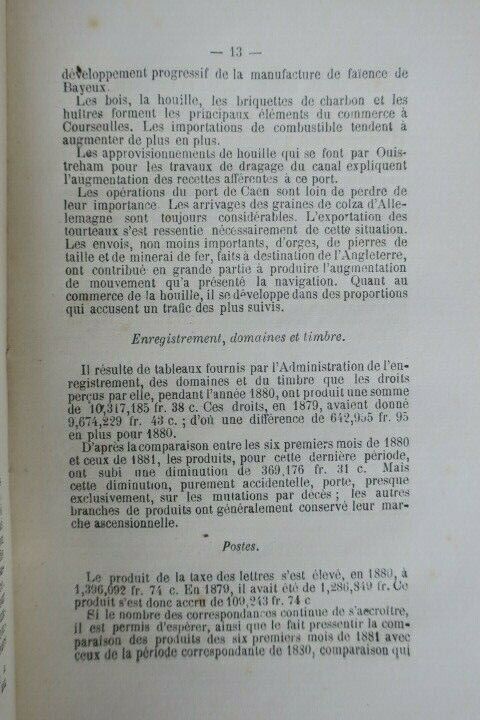 — 13 —
développement progressif de la manufacture de faïence de
Bayeux.
Les bois, la houille, les briquettes de charbon et les
huîtres forment les principaux éléments du commerce à
Courseulles. Les importations de combustible tendent à
augmenter de plus en plus.
Les approvisionnements de houille qui se font par Ouis-
treham pour les travaux de dragage du canal expliquent
l'augmentation des recettes afférentes à ce port.
Les opérations du port de Caen sont loin de perdre de
leur importance. Les arrivages des graines de colza d'Alle-
lemagne sont toujours considérables. L'exportation des
tourteaux s'est ressentie nécessairement de cette situation.
Les envois, non moins importants, d'orges, de pierres de
taille et de minerai de fer, faits à destination de l'Angleterre,
ont contribué en grande partie à produire l'augmentation
de mouvement qu'a présenté la navigation. Quant au
commerce de la houille, il se développe dans des proportions
qui accusent un trafic des plus suivis.
Enregistrement, domaines et timbre.
Il résulte de tableaux fournis par l'Administration de l'en-
registrement, des domaines et du timbre que les droits
perçus par elle, pendant l'année 1880, ont produit une somme
de 10,317,185 fr. 38 c. Ces droits, en 1879, avaient donné
9,674,229 fr. 43 c. ; d'où une différence de 642,955 fr. 95
en plus pour 1880.
D'après la comparaison entre les six premiers mois de 1880
et ceux de 1881, les produits, pour cette dernière période,
ont subi une diminution de 369,176 fr. 31 c. Mais
cette diminution, purement accidentelle, porte, presque
exclusivement, sur les mutations par décès ; les autres
branches de produits ont généralement conservé leur mar-
che ascensionnelle.
Postes.
Le produit de la taxe des lettres s'est élevé, en 1880, à
1,396,092 fr. 74 c. En 1879, il avait été de 1,286,849 fr. Ce
produit s'est donc accru de 109,243 fr. 74 c
Si le nombre des correspondances continue de s'accroître,
il est permis d'espérer, ainsi que le fait pressentir la com-
paraison des produits des six premiers mois de 1881 avec
ceux de la période correspondante de 1880, comparaison qui